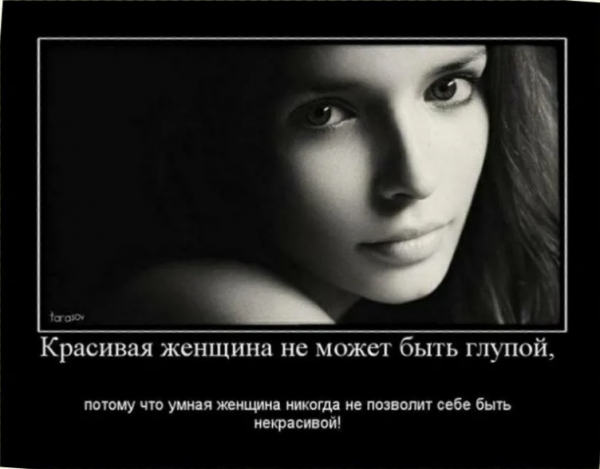 tarasov
Красивая женщина не может быть глупой,
потому что умная женщина никогда не позволит себе быть
некрасивой!